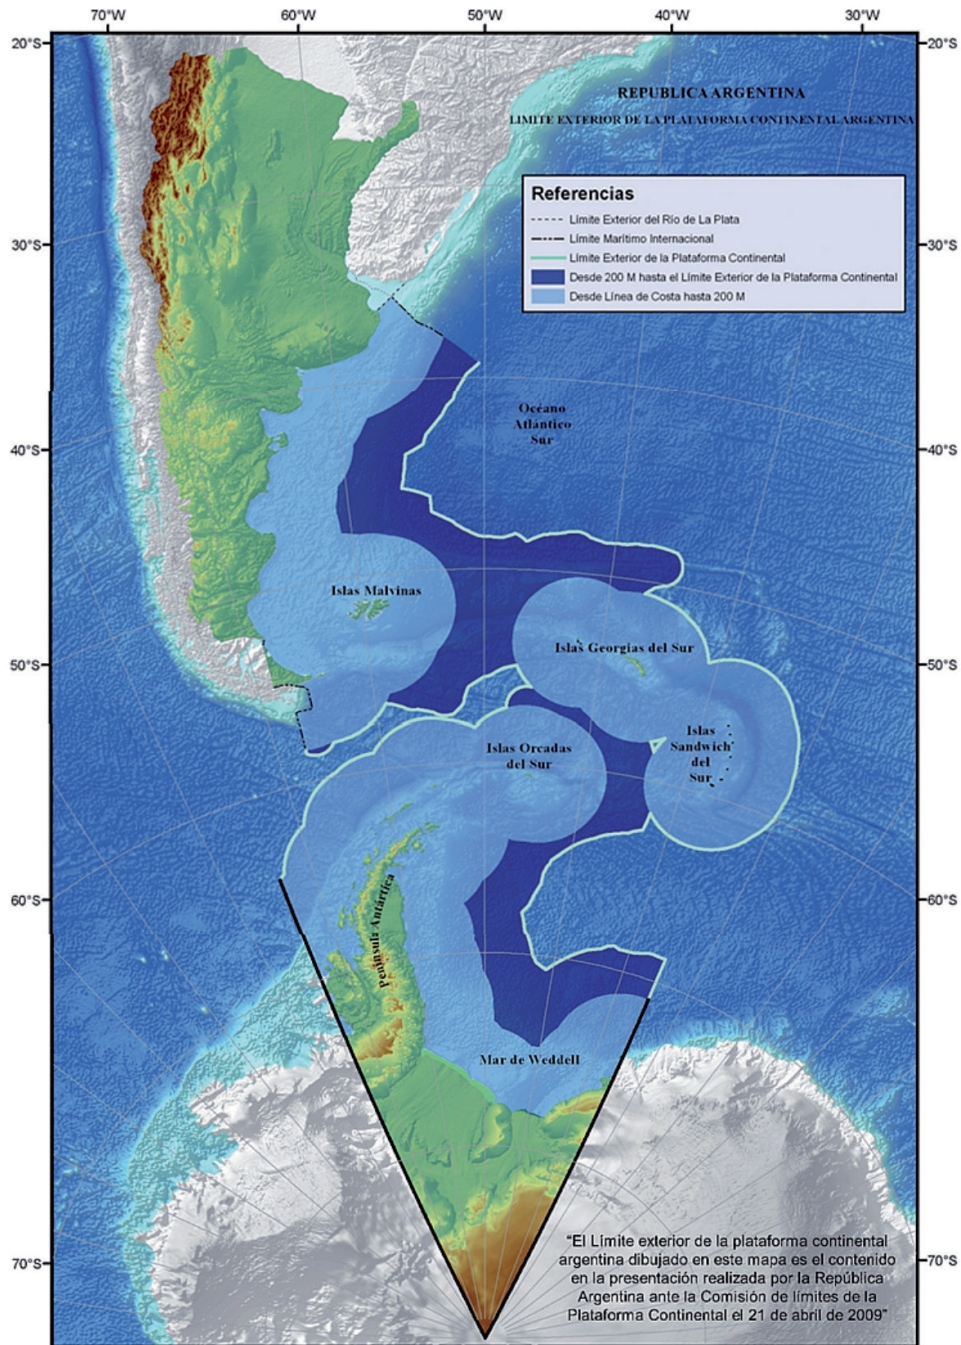 70°W 60°W 50°W 40°W 30°W
20°S 20°S
REPUBLICA ARGENTINA
LIMITE EXTERIOR DE LA PLATAFORMA CONTINENTAL ARGENTINA
Referencias
Límite Exterior del Río de La Plata
30°S 30°S
Límite Marítimo Internacional
Límite Exterior de la Plataforma Continental
Desde 200 M hasta el Límite Exterior de la Plataforma Continental
Desde Línea de Costa hasta 200 M
Océano
Atlántico
Sur
40°S 40°S
Islas Malvinas
Islas Georgias del Sur
50°S 50°S
Islas
Sandwich
del
Sur
Islas Orcadas
del Sur
60°S 60°S
Península Antártica
Mar de Weddell
“El Límite exterior de la plataforma continental
argentina dibujado en este mapa es el contenido
en la presentación realizada por la República
Argentina ante la Comisión de límites de la
Plataforma Continental el 21 de abril de 2009”
70°S 70°S